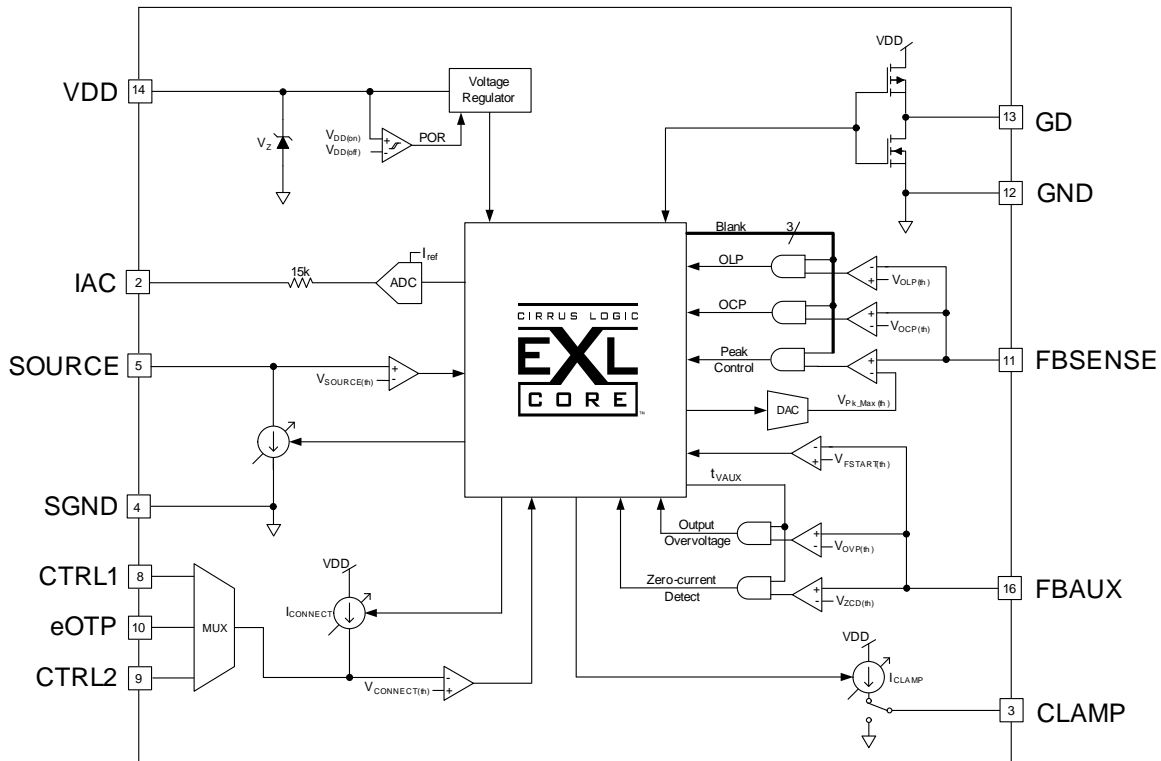 VDD
14
Voltage
Regulator
VDD
13
GD
VZ
VDD(on)
VDD(off)
+
-
POR
12
GND
IAC
2
15k
ADC
Iref
Blank
3
OLP
-
+
VOLP(th)
OCP
-
+
VOCP(th)
Peak
Control
+
-
11
FBSENSE
DAC
VPk_Max(th)
CIRRUS LOGIC
EXL
CORE
TM
SOURCE
5
VSOURCE(th)
+
-
SGND
4
-
+
VFSTART(th)
tVAUX
Output
Overvoltage
+
-
VOVP(th)
Zero-current
Detect
+
-
VZCD(th)
16
FBAUX
CTRL1
8
eOTP
10
CTRL2
9
MUX
VDD
ICONNECT
VCONNECT(th)
-
+
VDD
ICLAMP
3
CLAMP